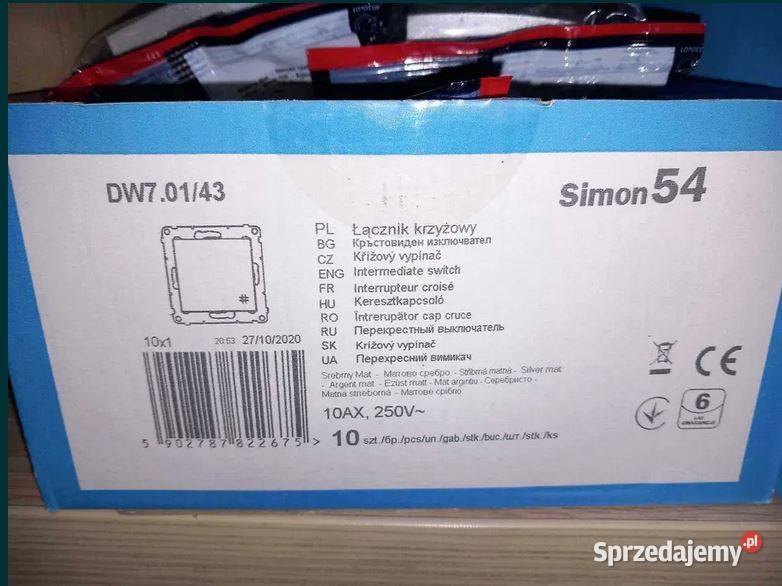 DW7.01/43
Simon 54
PL Łącznik krzyżowy
BG Кръстовиден изключвател
CZ Křížový vypínač
ENG Intermediate switch
FR Interrupteur croisé
HU Keresztkapcsoló
RO Întrerupător cap cruce
RU Перекрестный выключатель
SK Križový vypínač
UA Перехресний вимикач
10x1 20:53 27/10/2020
Srebrny Mat - Матово сребро - Stříbrná matná - Silver mat
- Argent mat - Ezüst matt - Mat argintiu - Серебристо -
Matná strieborná - Матове срібло
10AX, 250V~
5 902787 822675 >
10 szt./бр./pcs/un./gab./stk./buc./шт./stk./ks
CE
6
LAT
GWARANCJI
Sprzedajemy.pl